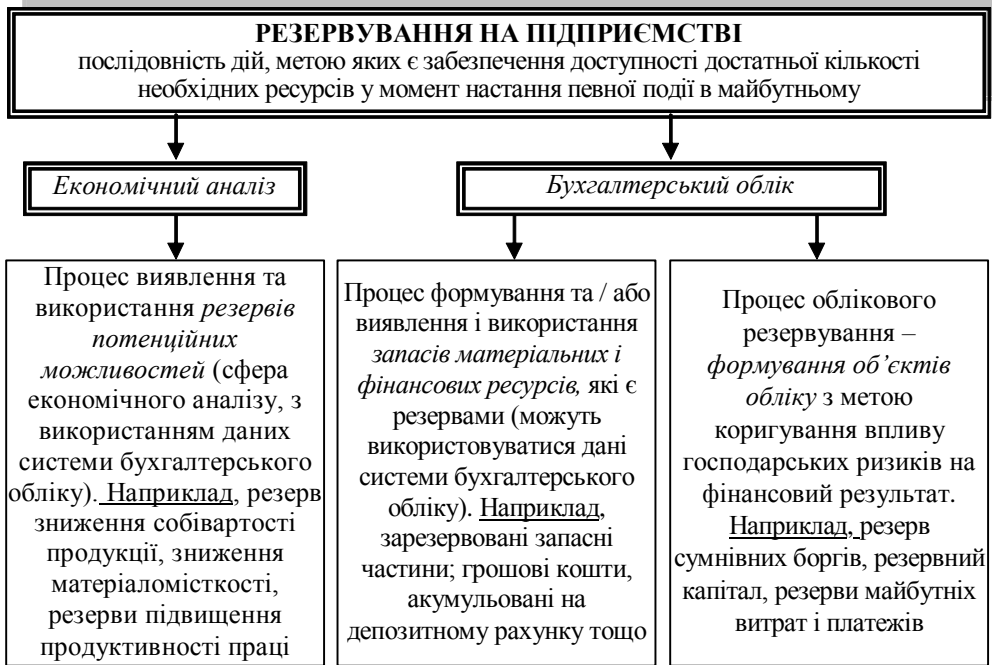 РЕЗЕРВУВАННЯ НА ПІДПРИЄМСТВІ
послідовність дій, метою яких є забезпечення доступності достатньої кількості
необхідних ресурсів у момент настання певної події в майбутньому
Економічний аналіз
Бухгалтерський облік
Процес виявлення та
використання резервів
потенційних
можливостей (сфера
економічного аналізу, з
використанням даних
системи бухгалтерського
обліку). Наприклад, резерв
зниження собівартості
продукції, зниження
матеріаломісткості,
резерви підвищення
продуктивності праці
Процес формування та / або
виявлення і використання
запасів матеріальних і
фінансових ресурсів, які є
резервами (можуть
використовуватися дані
системи бухгалтерського
обліку). Наприклад,
зарезервовані запасні
частини; грошові кошти,
акумульовані на
депозитному рахунку тощо
Процес облікового
резервування –
формування об’єктів
обліку з метою
коригування впливу
господарських ризиків на
фінансовий результат.
Наприклад, резерв
сумнівних боргів, резервний
капітал, резерви майбутніх
витрат і платежів